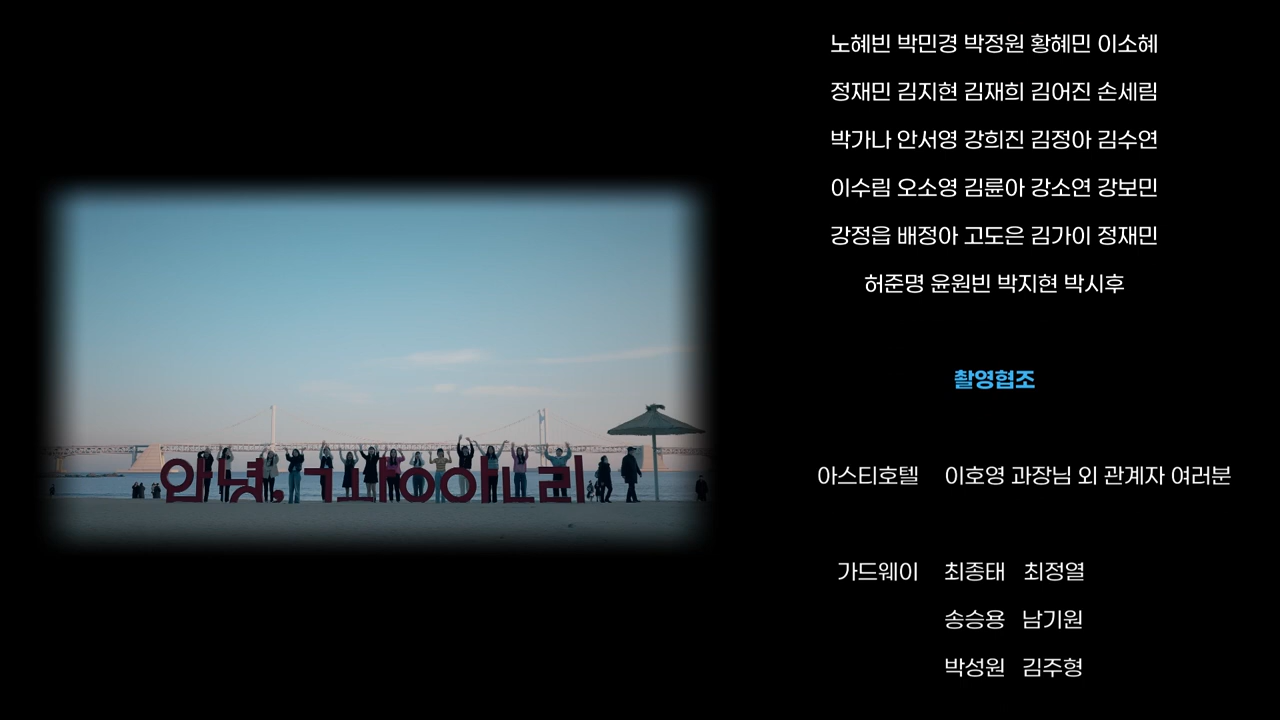 안녕, 광안리
노혜빈 박민경 박정원 황혜민 이소혜
정재민 김지현 김재희 김어진 손세림
박가나 안서영 강희진 김정아 김수연
이수림 오소영 김륜아 강소연 강보민
강정읍 배정아 고도은 김가이 정재민
허준명 윤원빈 박지현 박시후
촬영협조
아스티호텔 이호영 과장님 외 관계자 여러분
가드웨이 최종태 최정열
송승용 남기원
박성원 김주형